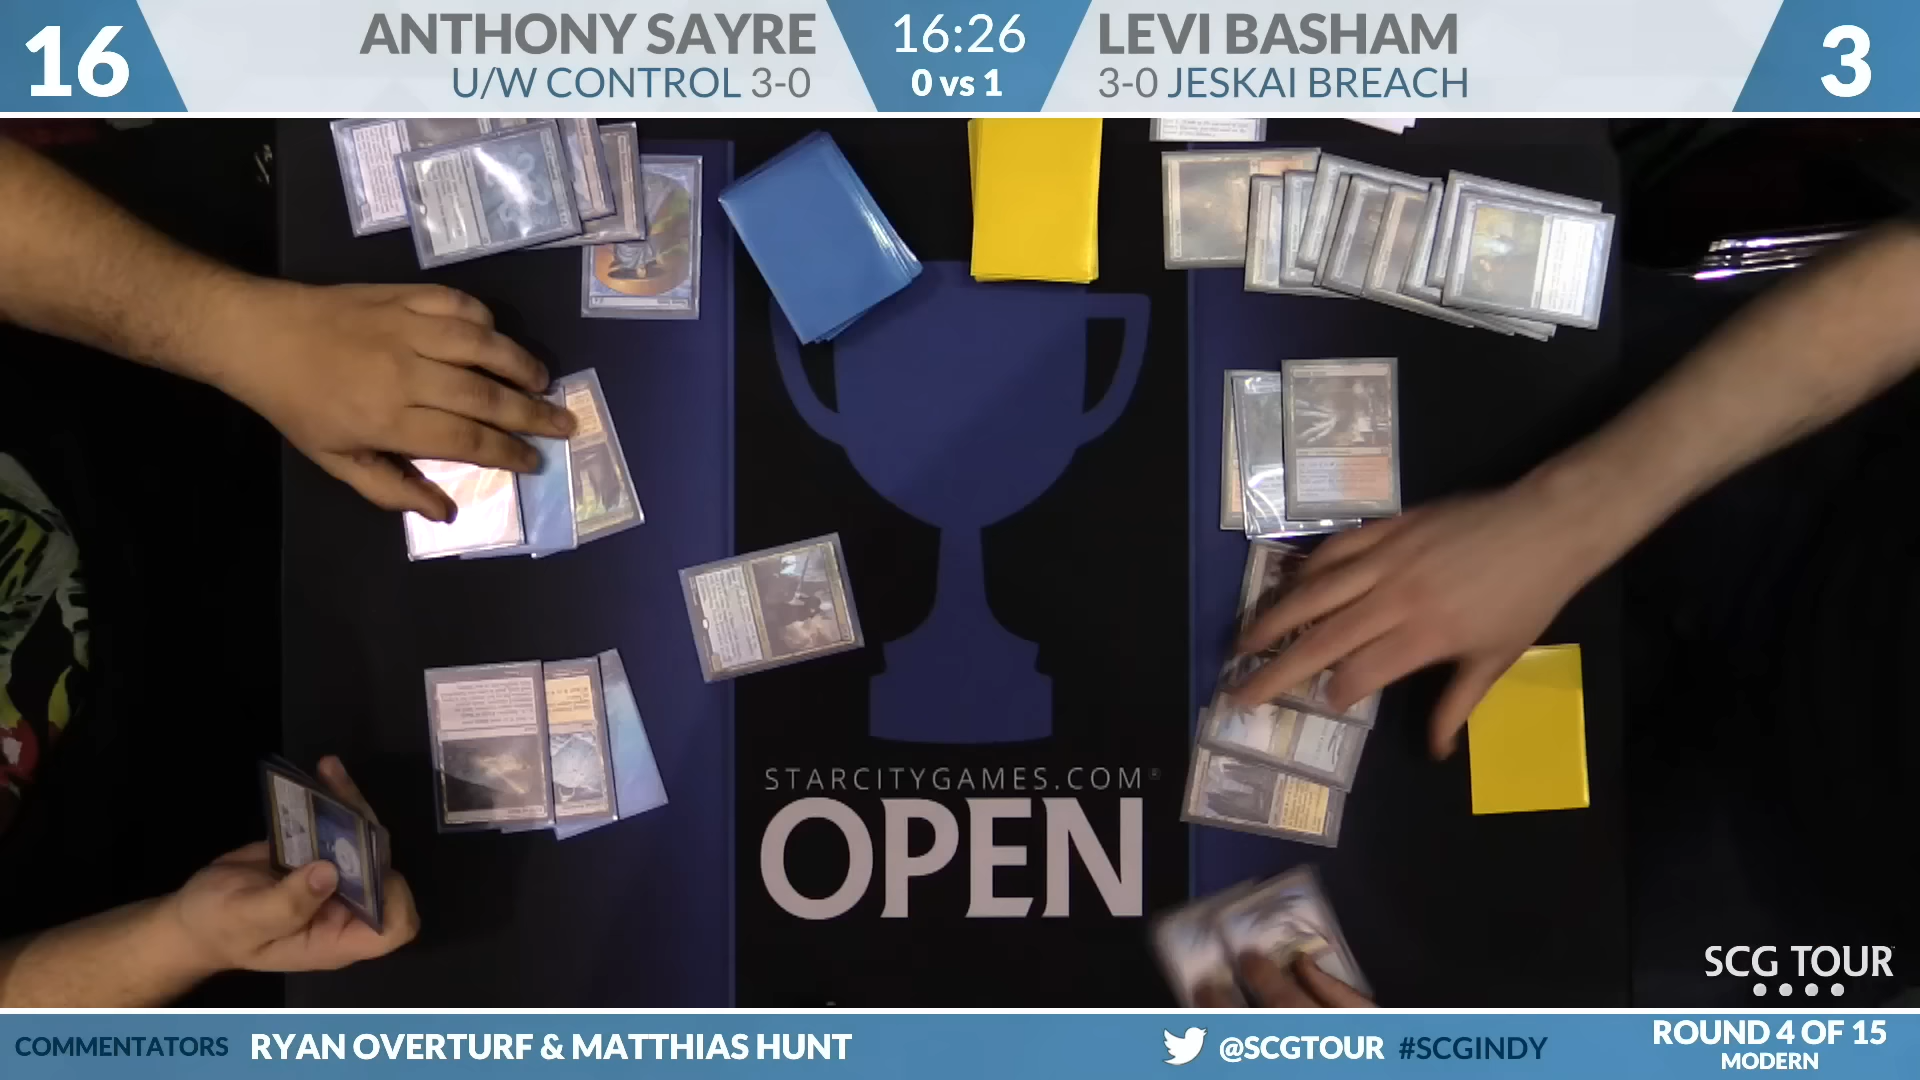 16
ANTHONY SAYRE
U/W CONTROL 3-0
16:26
0 vs 1
LEVI BASHAM
3-0 JESKAI BREACH
3
STARCITYGAMES.COM®
OPEN
SCG TOUR
COMMENTATORS RYAN OVERTURF & MATTHIAS HUNT
@SCGTOUR #SCGINDY
ROUND 4 OF 15
MODERN